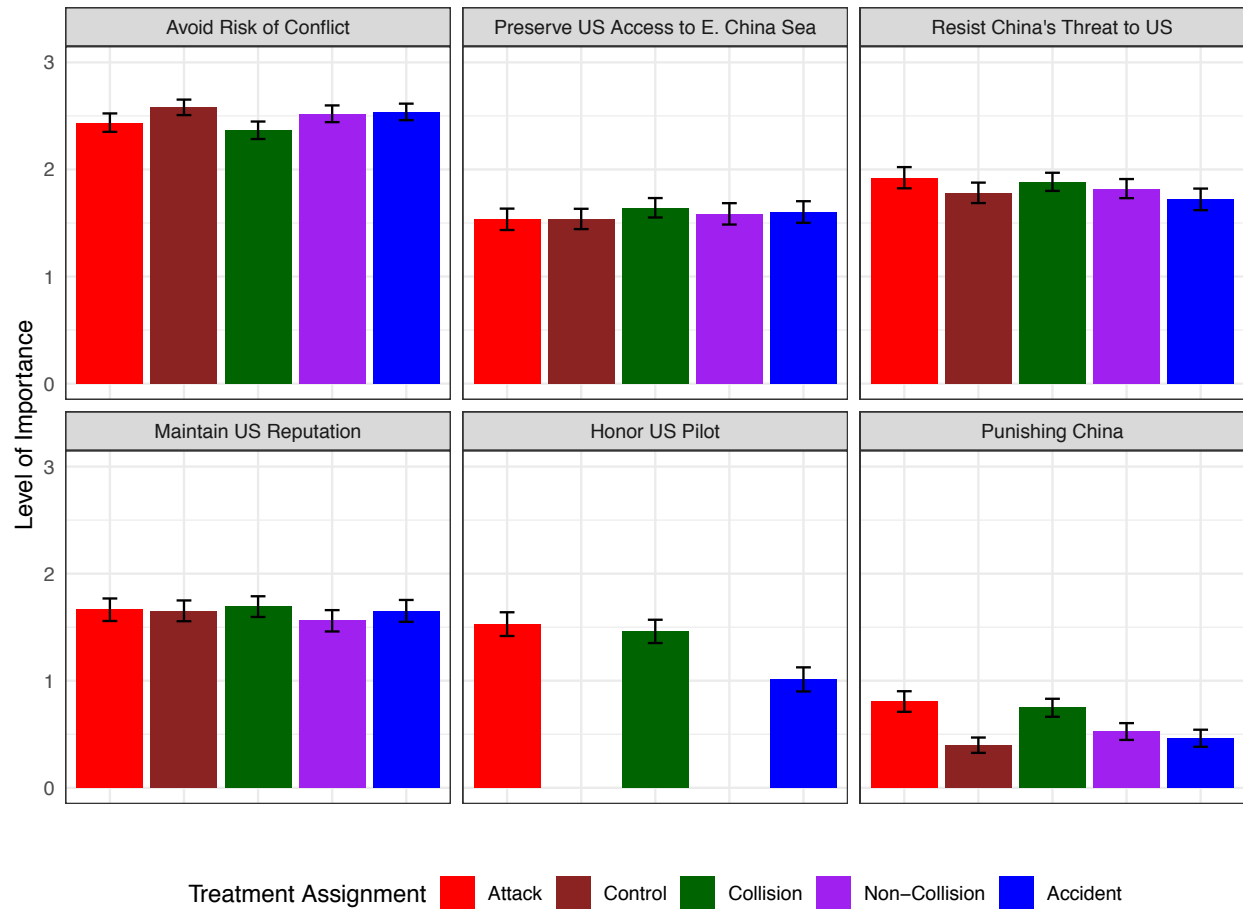 Avoid Risk of Conflict
Preserve US Access to E. China Sea
Resist China's Threat to US
3
2
1
0
Level of Importance
Maintain US Reputation
Honor US Pilot
Punishing China
3
2
1
0
Treatment Assignment Attack Control Collision Non−Collision Accident